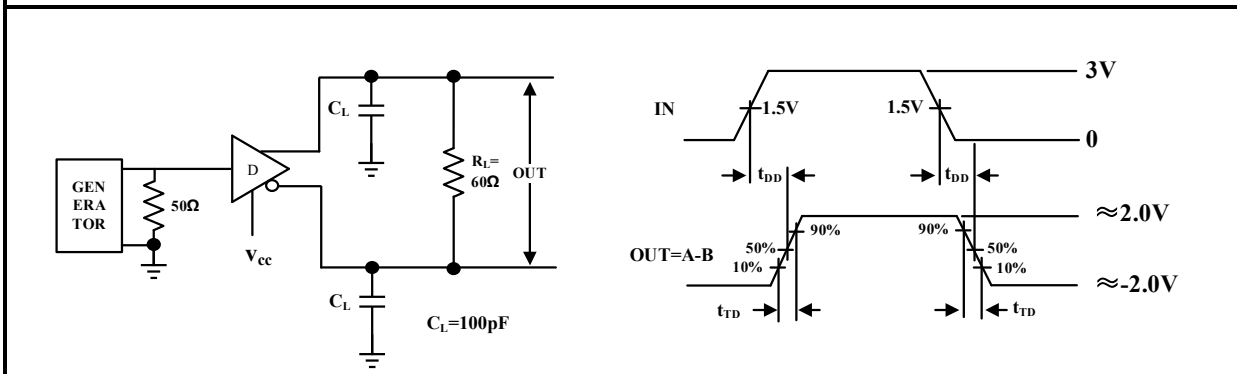 GEN
ERA
TOR
50Ω
D
Vcc
CL
CL
RL=
60Ω
OUT
CL=100pF
IN
1.5V
1.5V
3V
0
tDD
tDD
OUT=A-B
90%
50%
10%
90%
50%
10%
≈2.0V
≈-2.0V
tTD
tTD